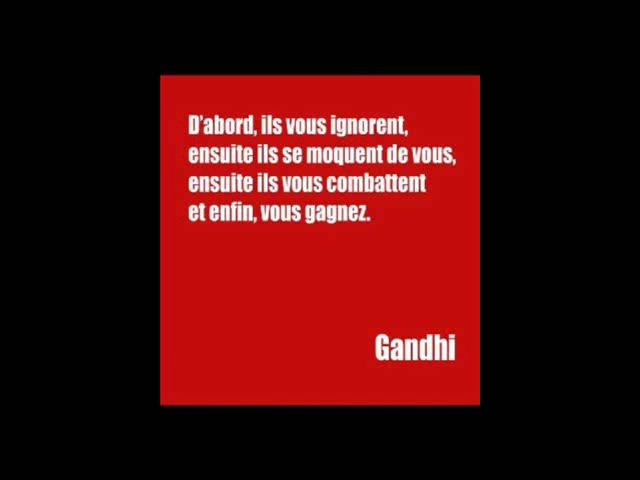 D'abord, ils vous ignorent,
ensuite ils se moquent de vous,
ensuite ils vous combattent
et enfin, vous gagnez.
Gandhi